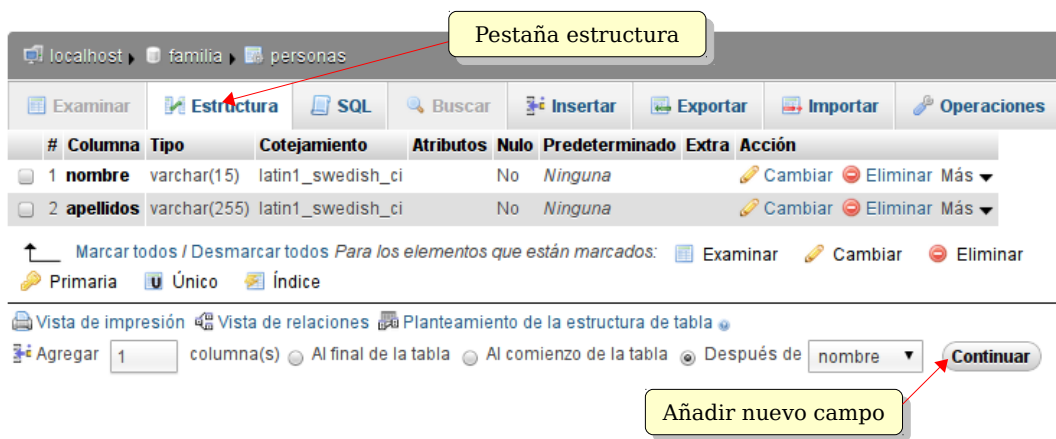 Pestaña estructura
localhost familia personas
Examinar Estructura SQL Buscar Insertar Exportar Importar Operaciones
# Columna Tipo Cotejamiento Atributos Nulo Predeterminado Extra Acción
1 nombre varchar(15) latin1_swedish_ci No Ninguna Cambiar Eliminar Más
2 apellidos varchar(255) latin1_swedish_ci No Ninguna Cambiar Eliminar Más
Marcar todos / Desmarcar todos Para los elementos que están marcados: Examinar Cambiar Eliminar
Primaria U Único Índice
Vista de impresión Vista de relaciones Planteamiento de la estructura de tabla
Agregar 1 columna(s) Al final de la tabla Al comienzo de la tabla Después de nombre Continuar
Añadir nuevo campo